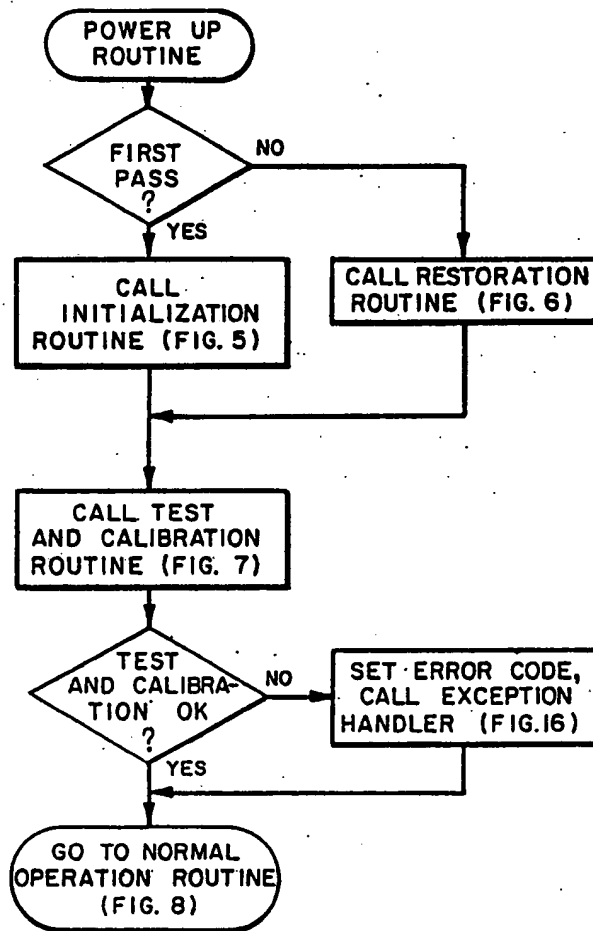 POWER UP
ROUTINE
FIRST
PASS
?
NO
YES
CALL
INITIALIZATION
ROUTINE (FIG. 5)
CALL RESTORATION
ROUTINE (FIG. 6)
CALL TEST
AND CALIBRATION
ROUTINE (FIG. 7)
TEST
AND CALIBRA-
TION OK
?
NO
YES
SET ERROR CODE,
CALL EXCEPTION
HANDLER (FIG.16)
GO TO NORMAL
OPERATION ROUTINE
(FIG. 8)